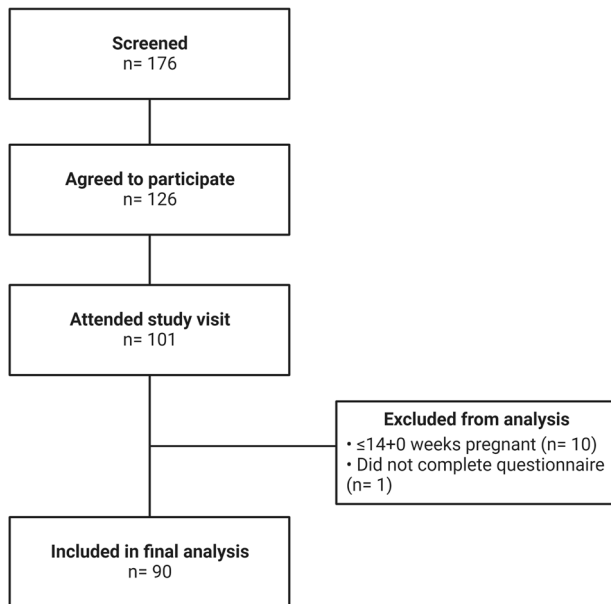 Screened
n= 176
Agreed to participate
n= 126
Attended study visit
n= 101
Excluded from analysis
• ≤14+0 weeks pregnant (n= 10)
• Did not complete questionnaire
(n= 1)
Included in final analysis
n= 90